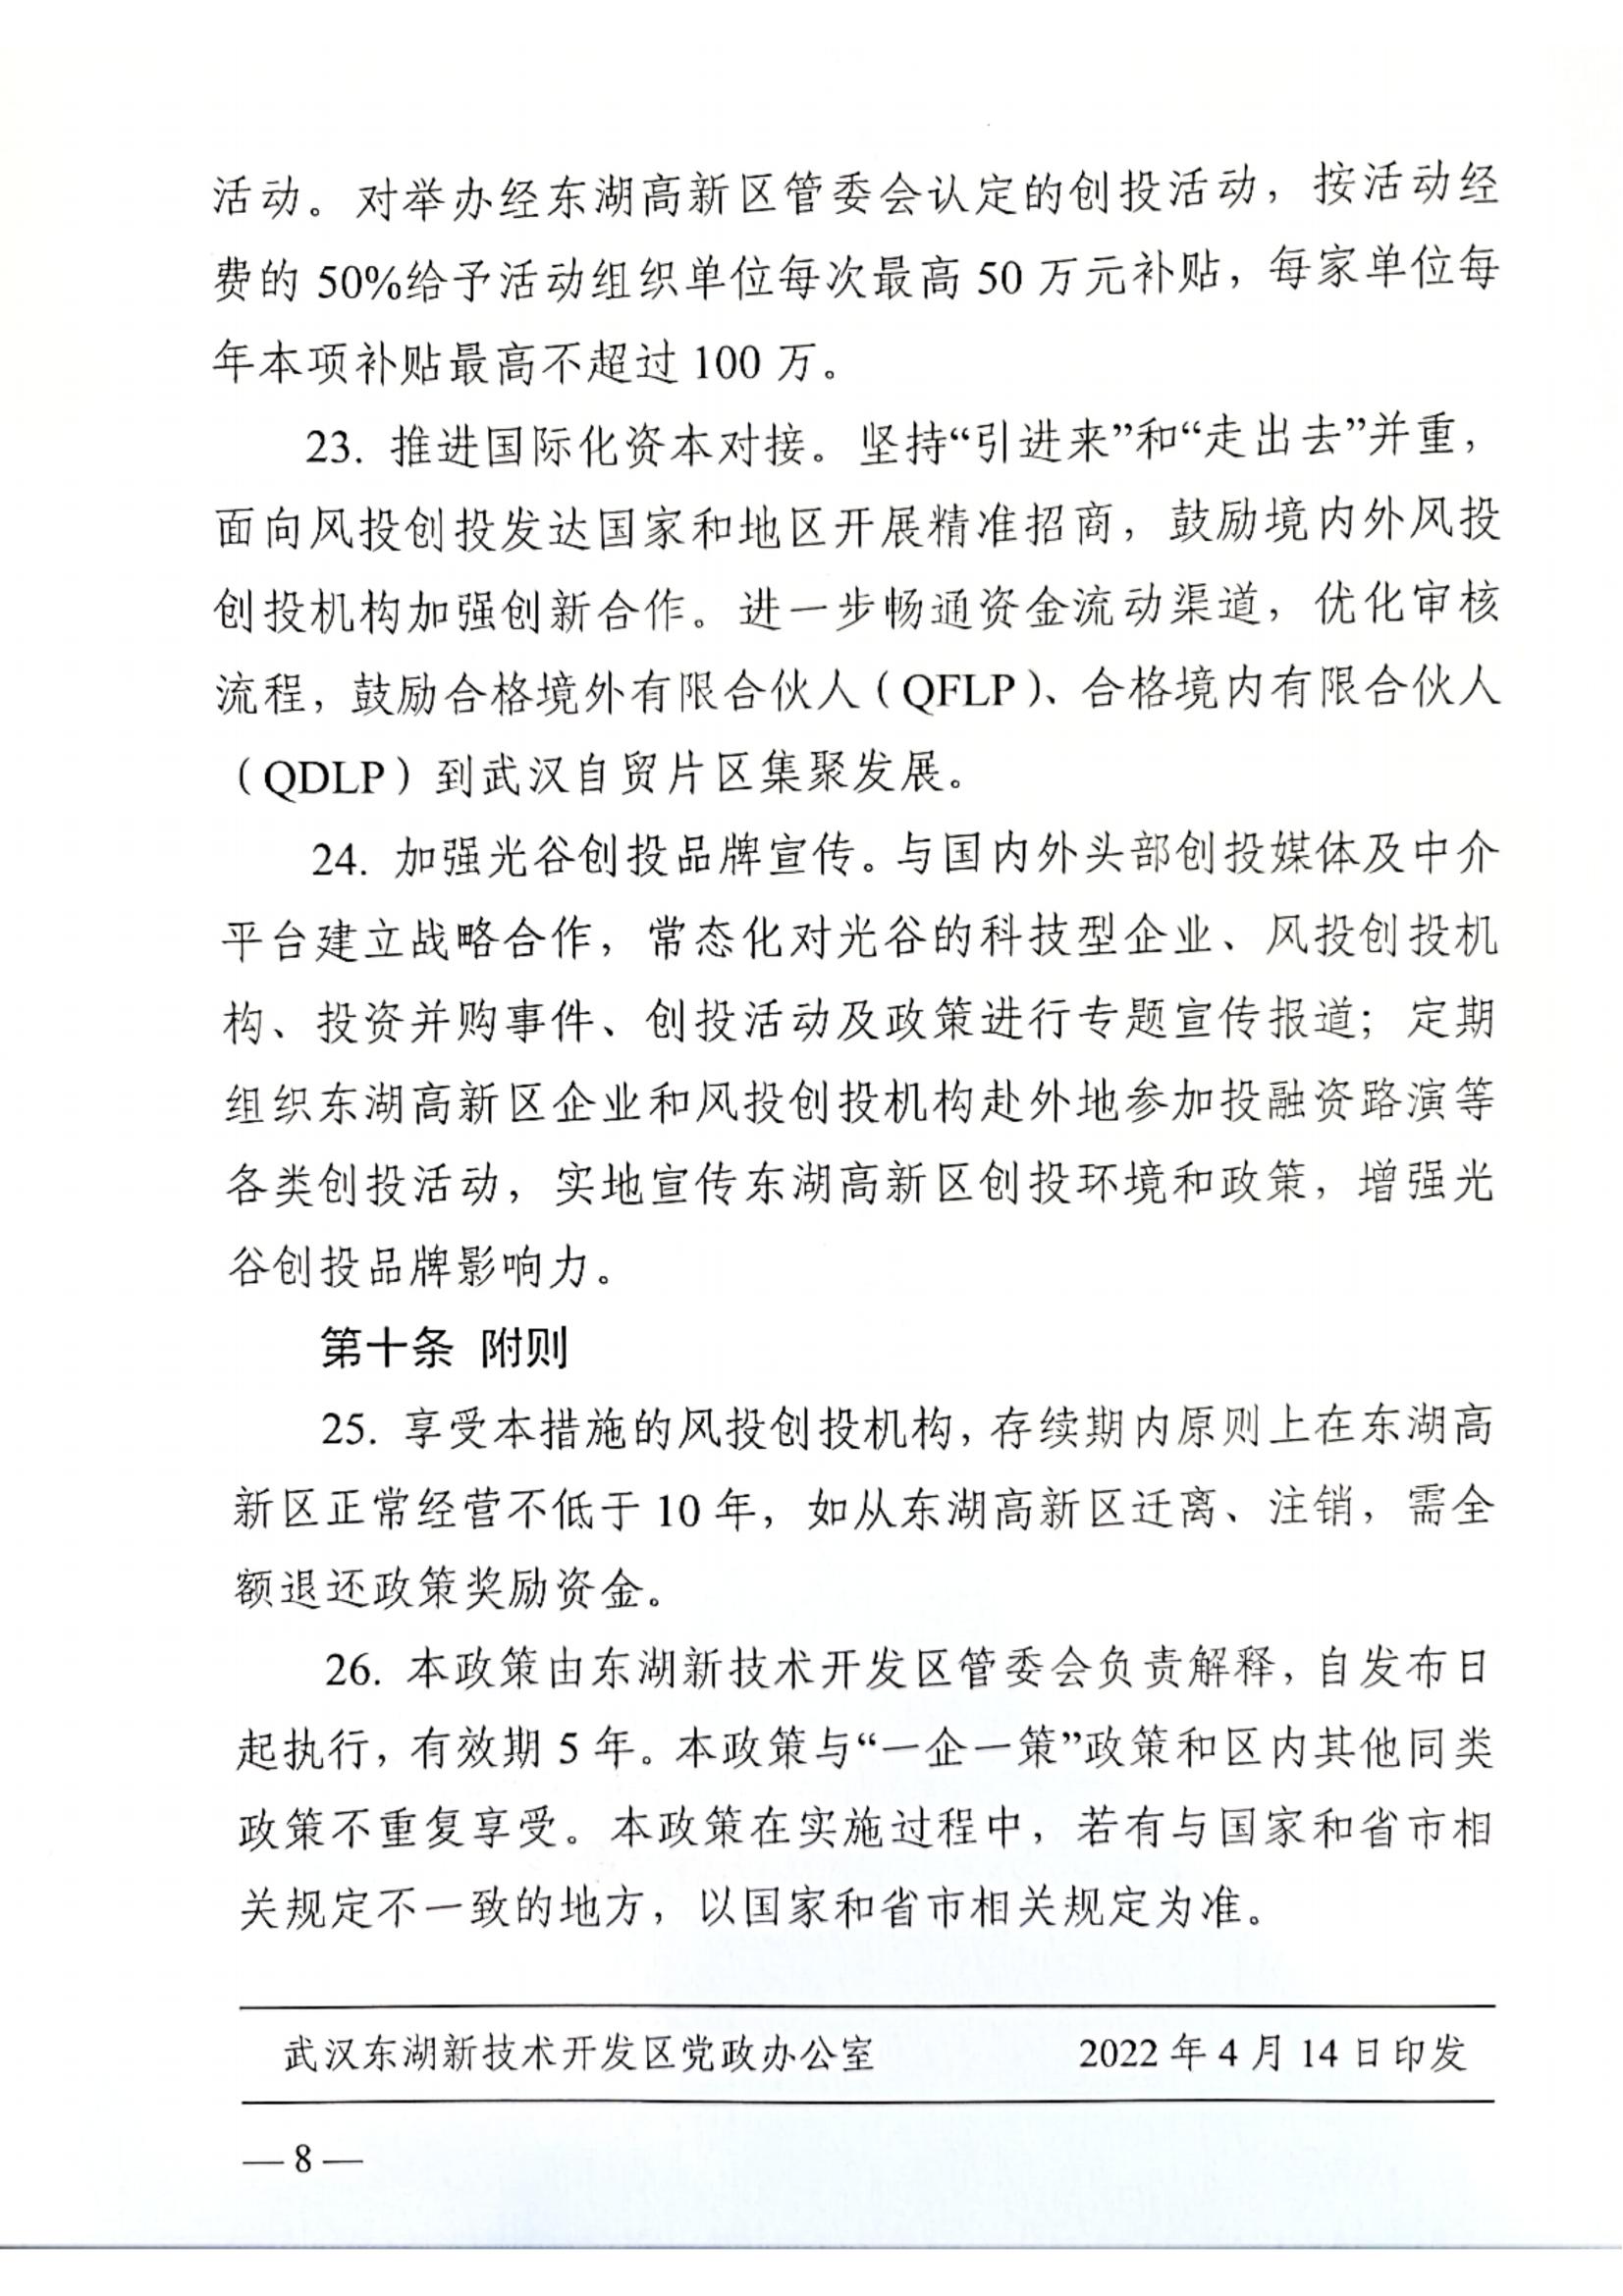 活动。对举办经东湖高新区管委会认定的创投活动，按活动经
费的 50%给予活动组织单位每次最高 50 万元补贴，每家单位每
年本项补贴最高不超过 100 万。
23. 推进国际化资本对接。坚持“引进来”和“走出去”并重，
面向风投创投发达国家和地区开展精准招商，鼓励境内外风投
创投机构加强创新合作。进一步畅通资金流动渠道，优化审核
流程，鼓励合格境外有限合伙人（QFLP）、合格境内有限合伙人
（QDLP）到武汉自贸片区集聚发展。
24. 加强光谷创投品牌宣传。与国内外头部创投媒体及中介
平台建立战略合作，常态化对光谷的科技型企业、风投创投机
构、投资并购事件、创投活动及政策进行专题宣传报道；定期
组织东湖高新区企业和风投创投机构赴外地参加投融资路演等
各类创投活动，实地宣传东湖高新区创投环境和政策，增强光
谷创投品牌影响力。
第十条 附则
25. 享受本措施的风投创投机构，存续期内原则上在东湖高
新区正常经营不低于 10 年，如从东湖高新区迁离、注销，需全
额退还政策奖励资金。
26. 本政策由东湖新技术开发区管委会负责解释，自发布日
起执行，有效期 5 年。本政策与“一企一策”政策和区内其他同类
政策不重复享受。本政策在实施过程中，若有与国家和省市相
关规定不一致的地方，以国家和省市相关规定为准。
武汉东湖新技术开发区党政办公室 2022 年 4 月 14 日印发
— 8 —